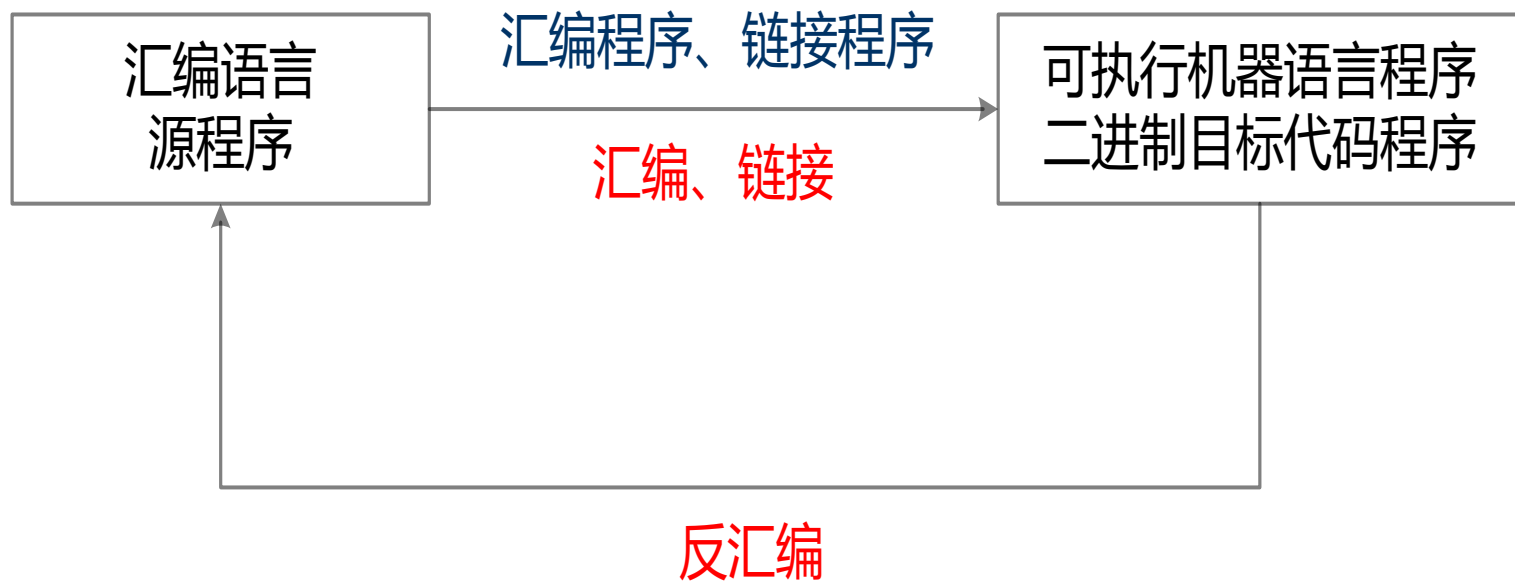 汇编语言
源程序
汇编程序、链接程序
汇编、链接
可执行机器语言程序
二进制目标代码程序
反汇编